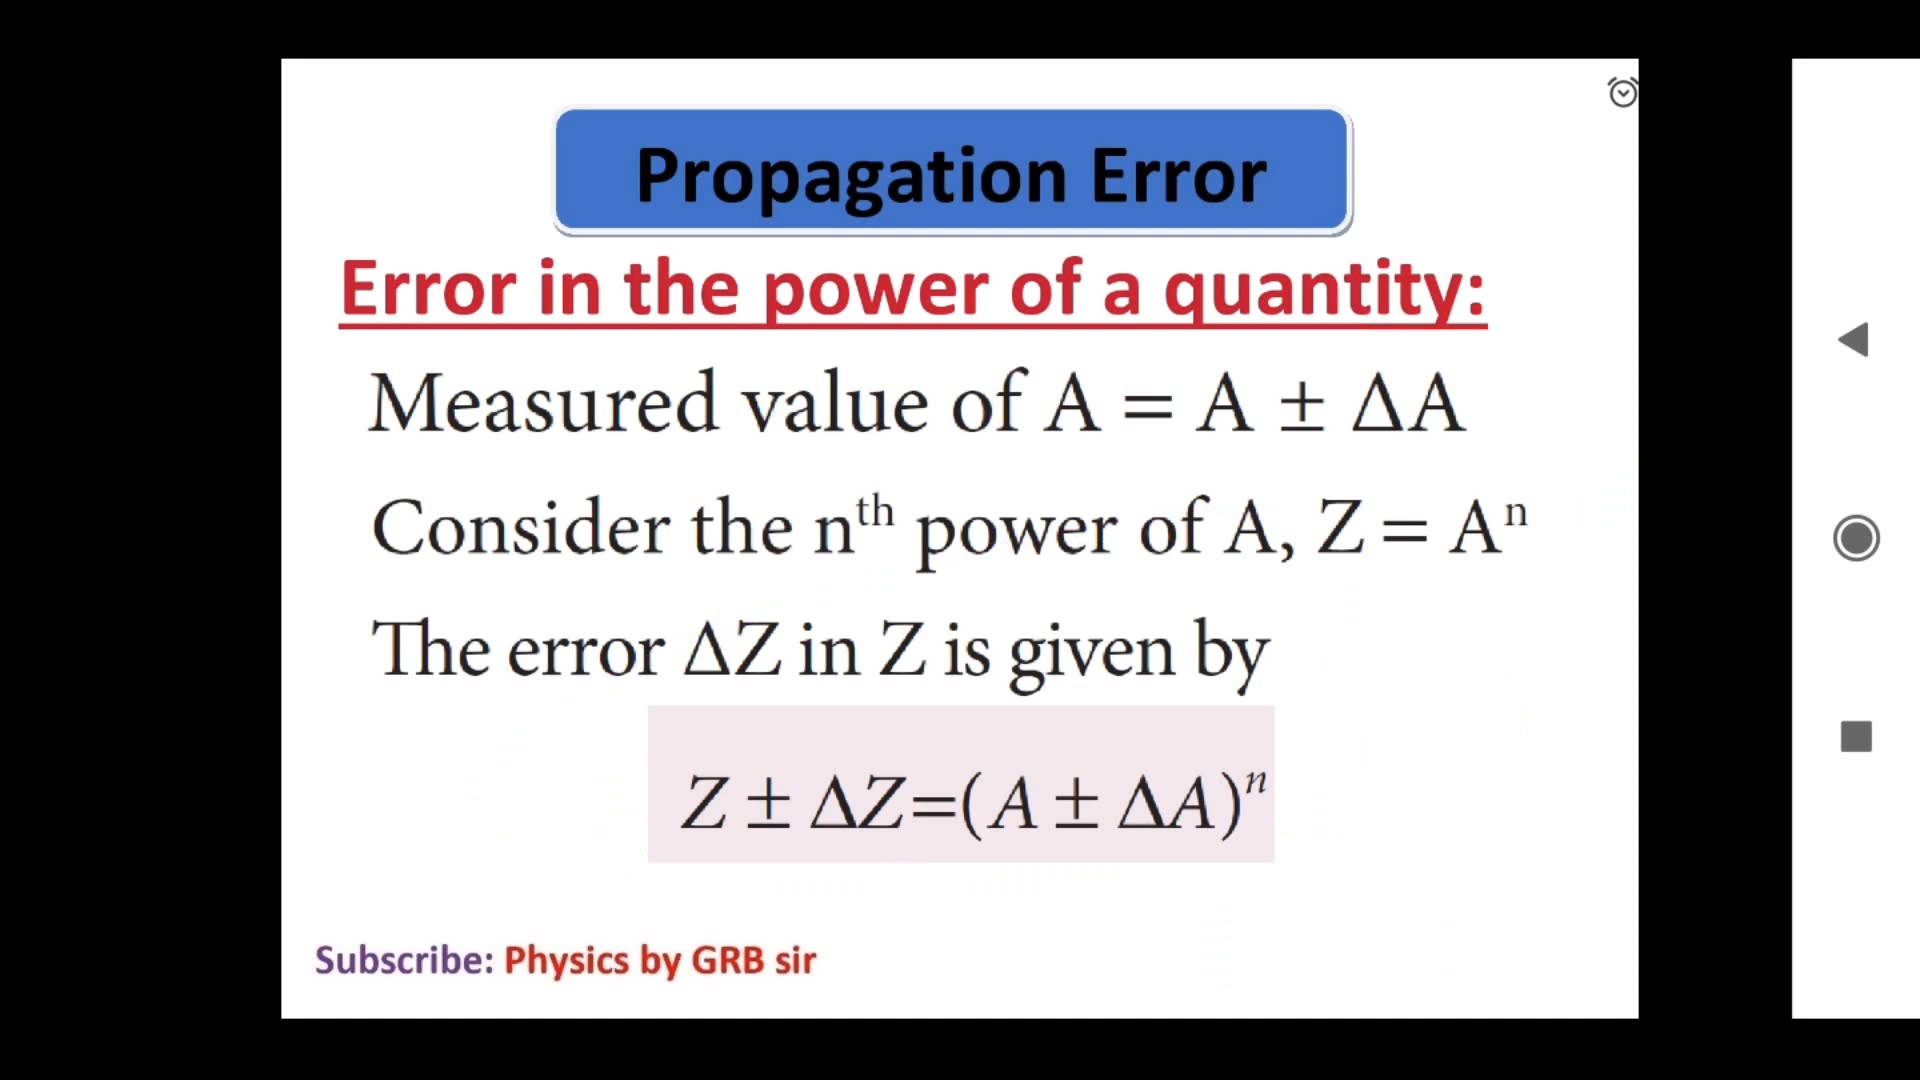 Propagation Error
Error in the power of a quantity:
Measured value of A = A ± ΔA
Consider the nᵗʰ power of A, Z = Aⁿ
The error ΔZ in Z is given by
Z ± ΔZ=(A ± ΔA)ⁿ
Subscribe: Physics by GRB sir